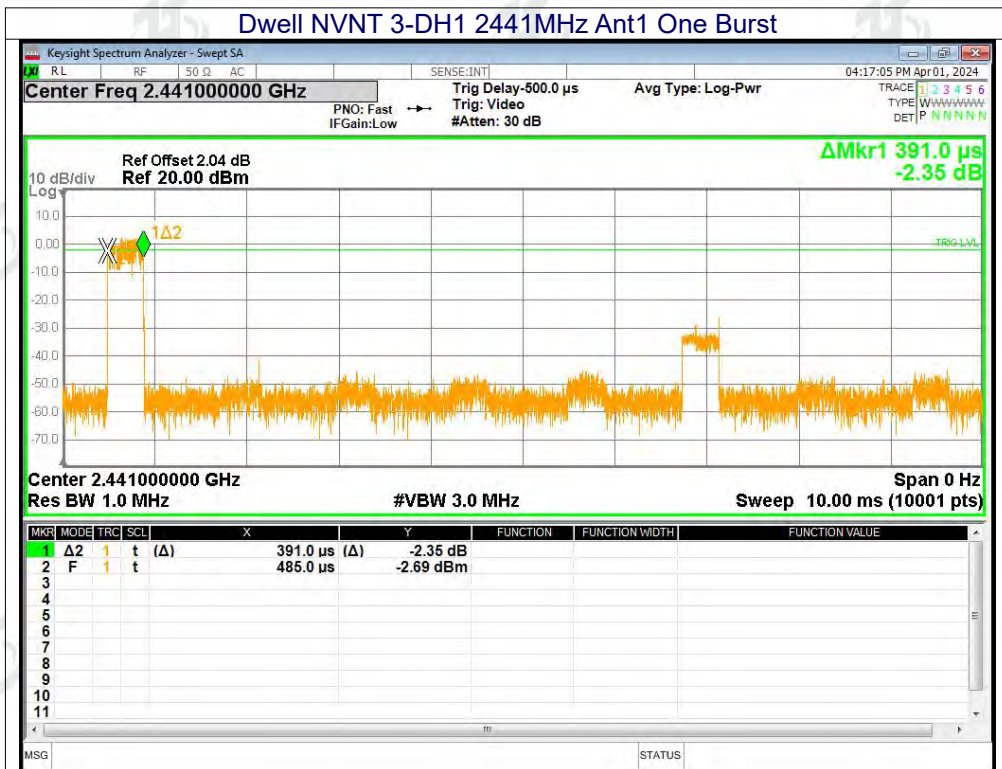 Dwell NVNT 3-DH1 2441MHz Ant1 One Burst
Keysight Spectrum Analyzer - Swept SA
LXI RL RF 50 Ω AC SENSE:INT 04:17:05 PM Apr 01, 2024
Center Freq 2.441000000 GHz
PNO: Fast
IFGain:Low
Trig Delay-500.0 µs
Trig: Video
#Atten: 30 dB
Avg Type: Log-Pwr
TRACE 1 2 3 4 5 6
TYPE WWWWWWW
DET P N N N N N
ΔMkr1 391.0 µs
-2.35 dB
Ref Offset 2.04 dB
10 dB/div Ref 20.00 dBm
Log
10.0
0.00
-10.0
-20.0
-30.0
-40.0
-50.0
-60.0
-70.0
1Δ2
TRIG LVL
Center 2.441000000 GHz Span 0 Hz
Res BW 1.0 MHz #VBW 3.0 MHz Sweep 10.00 ms (10001 pts)
MKR MODE TRC SCL X Y FUNCTION FUNCTION WIDTH FUNCTION VALUE
1 Δ2 1 t (Δ) 391.0 µs (Δ) -2.35 dB
2 F 1 t 485.0 µs -2.69 dBm
3
4
5
6
7
8
9
10
11
MSG STATUS